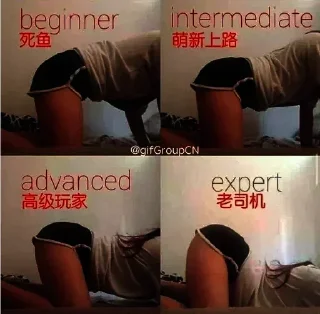 beginner
死鱼
intermediate
萌新上路
@gifGroupCN
advanced
高级玩家
expert
老司机